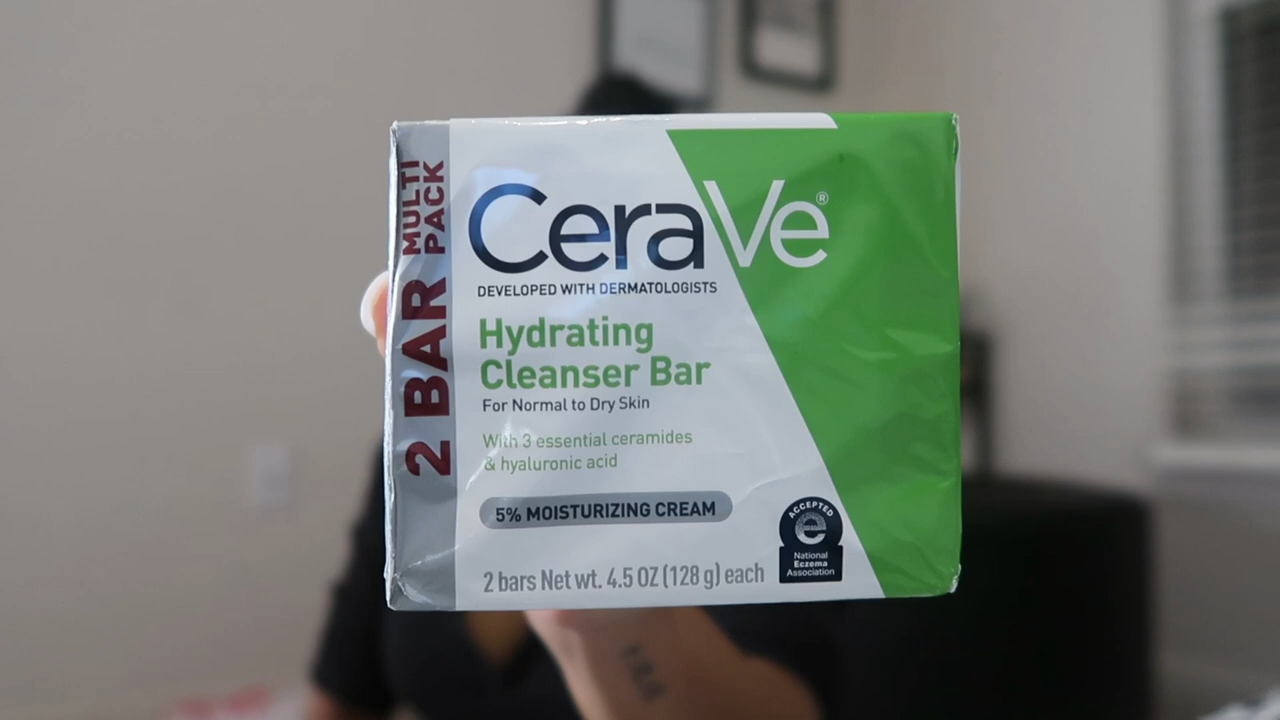 2 BAR MULTI PACK
CeraVe®
DEVELOPED WITH DERMATOLOGISTS
Hydrating
Cleanser Bar
For Normal to Dry Skin
With 3 essential ceramides
& hyaluronic acid
5% MOISTURIZING CREAM
2 bars Net wt. 4.5 OZ (128 g) each
ACCEPTED
e
National
Eczema
Association